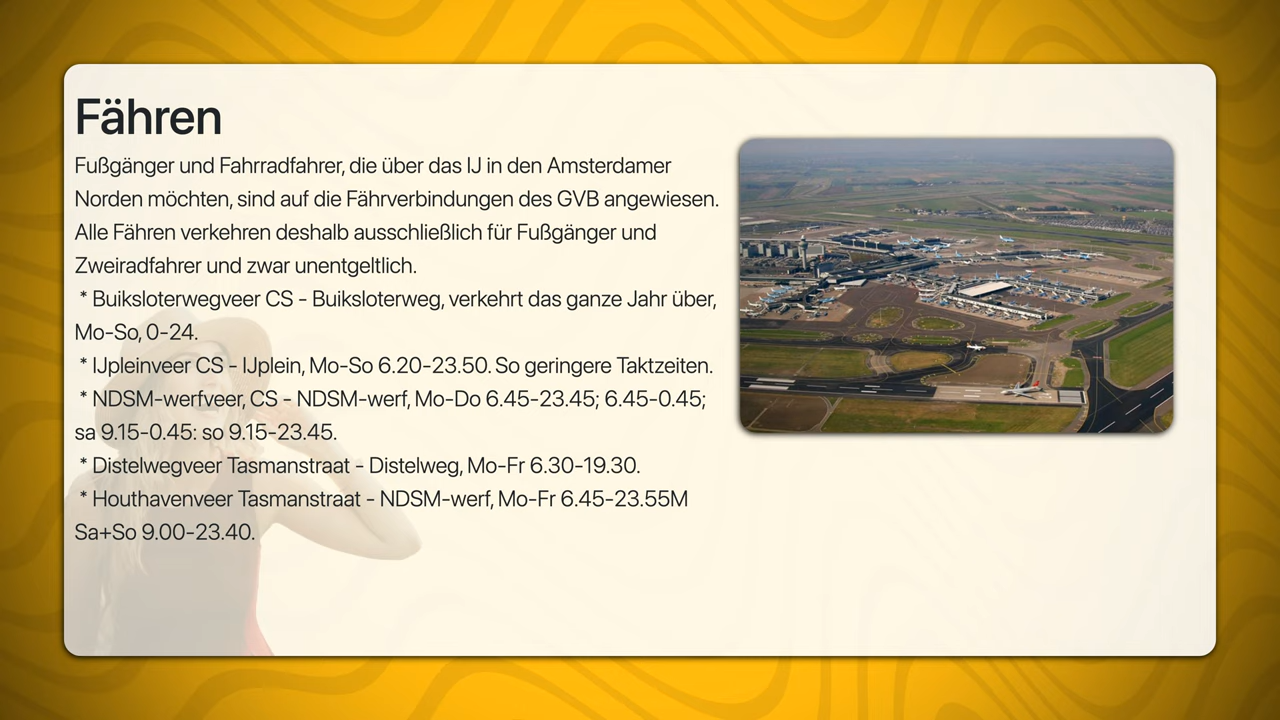 Fähren
Fußgänger und Fahrradfahrer, die über das IJ in den Amsterdamer
Norden möchten, sind auf die Fährverbindungen des GVB angewiesen.
Alle Fähren verkehren deshalb ausschließlich für Fußgänger und
Zweiradfahrer und zwar unentgeltlich.
* Buiksloterwegveer CS - Buiksloterweg, verkehrt das ganze Jahr über,
Mo-So, 0-24.
* IJpleinveer CS - IJplein, Mo-So 6.20-23.50. So geringere Taktzeiten.
* NDSM-werfveer, CS - NDSM-werf, Mo-Do 6.45-23.45; 6.45-0.45;
sa 9.15-0.45: so 9.15-23.45.
* Distelwegveer Tasmanstraat - Distelweg, Mo-Fr 6.30-19.30.
* Houthavenveer Tasmanstraat - NDSM-werf, Mo-Fr 6.45-23.55M
Sa+So 9.00-23.40.